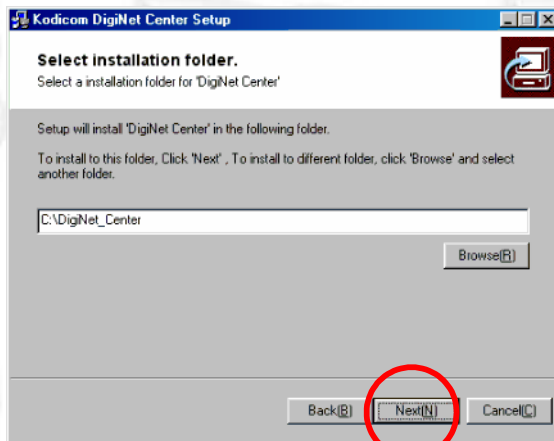 Kodicom DigiNet Center Setup
Select installation folder.
Select a installation folder for 'DigiNet Center'
Setup will install 'DigiNet Center' in the following folder.
To install to this folder, Click 'Next' , To install to different folder, click 'Browse' and select
another folder.
C:\DigiNet_Center
Browse(R)
Back(B) Next(N) Cancel(C)